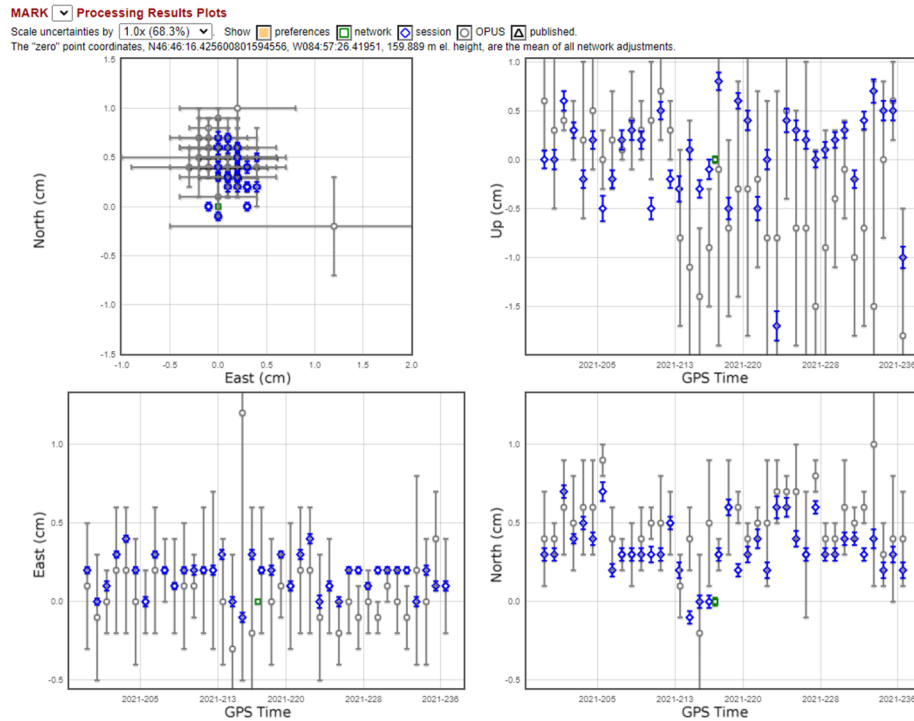 MARK Processing Results Plots
Scale uncertainties by 1.0x (68.3%) . Show preferences network session OPUS published.
The "zero" point coordinates, N46:46:16.425600801594556, W084:57:26.41951, 159.889 m el. height, are the mean of all network adjustments.
1.5
1.0
0.5
0.0
-0.5
-1.0
-1.5
North (cm)
-1.0 -0.5 0.0 0.5 1.0 1.5 2.0
East (cm)
1.0
0.5
0.0
-0.5
-1.0
-1.5
Up (cm)
2021-205 2021-213 2021-220 2021-228 2021-236
GPS Time
1.0
0.5
0.0
-0.5
East (cm)
2021-205 2021-213 2021-220 2021-228 2021-236
GPS Time
1.0
0.5
0.0
-0.5
North (cm)
2021-205 2021-213 2021-220 2021-228 2021-236
GPS Time